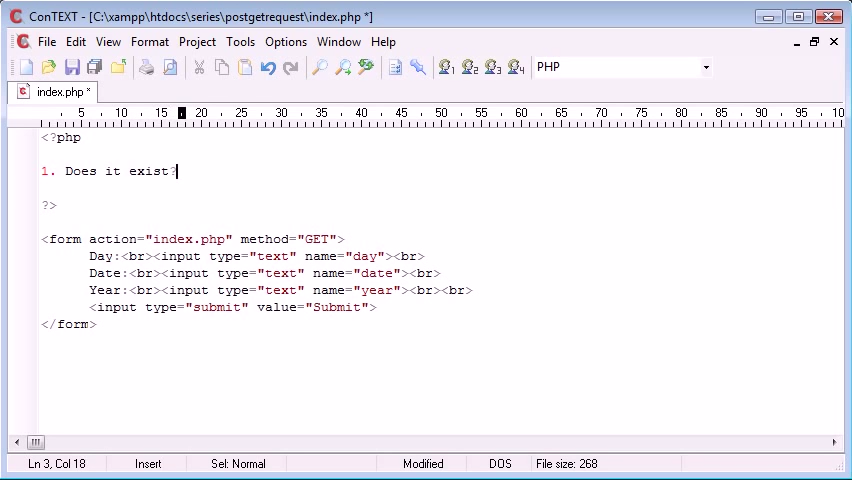 ConTEXT - [C:\xampp\htdocs\series\postgetrequest\index.php *]
File Edit View Format Project Tools Options Window Help
1 2 3 4 PHP
index.php *
5 10 15 20 25 30 35 40 45 50 55 60 65 70 75 80 85 90 95 10
<?php
1. Does it exist?
?>
<form action="index.php" method="GET">
Day:<br><input type="text" name="day"><br>
Date:<br><input type="text" name="date"><br>
Year:<br><input type="text" name="year"><br><br>
<input type="submit" value="Submit">
</form>
Ln 3, Col 18 Insert Sel: Normal Modified DOS File size: 268